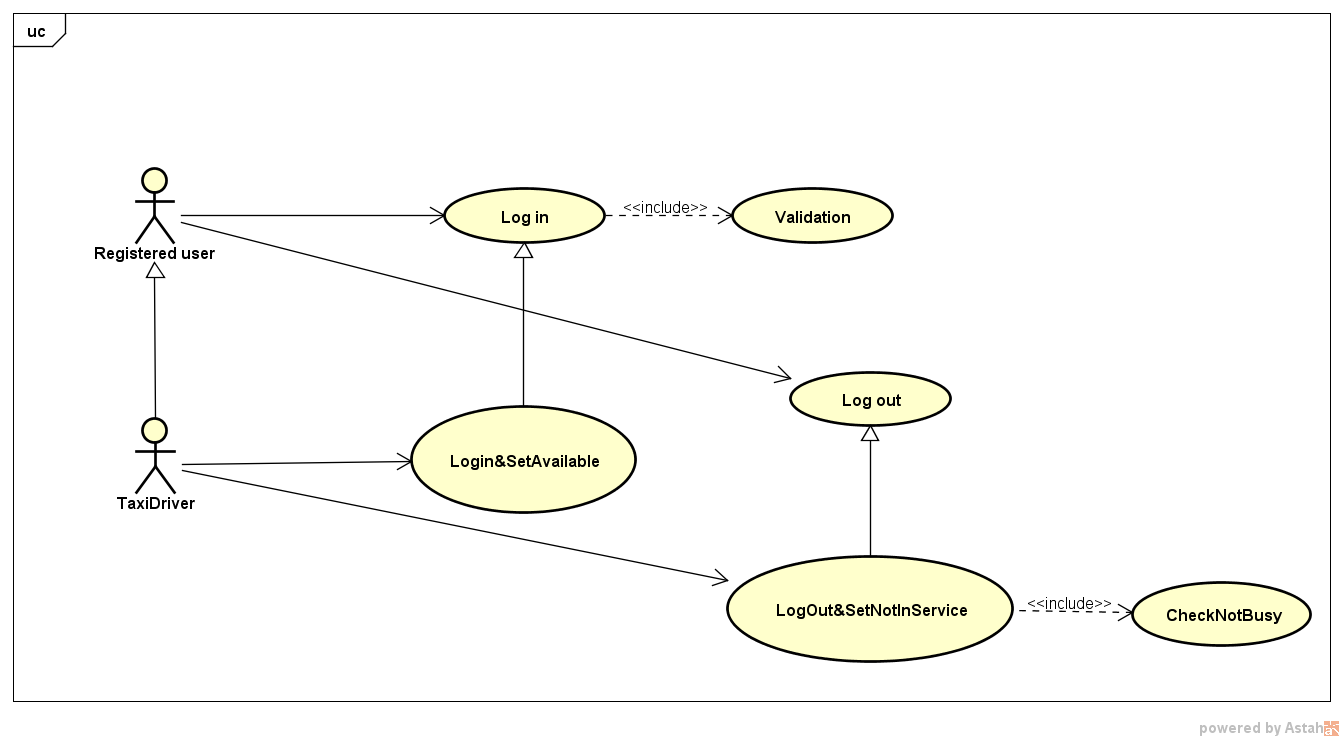 uc
Log in
<<include>>
Validation
Registered user
Log out
Login&SetAvailable
TaxiDriver
LogOut&SetNotInService
<<include>>
CheckNotBusy
powered by Astah